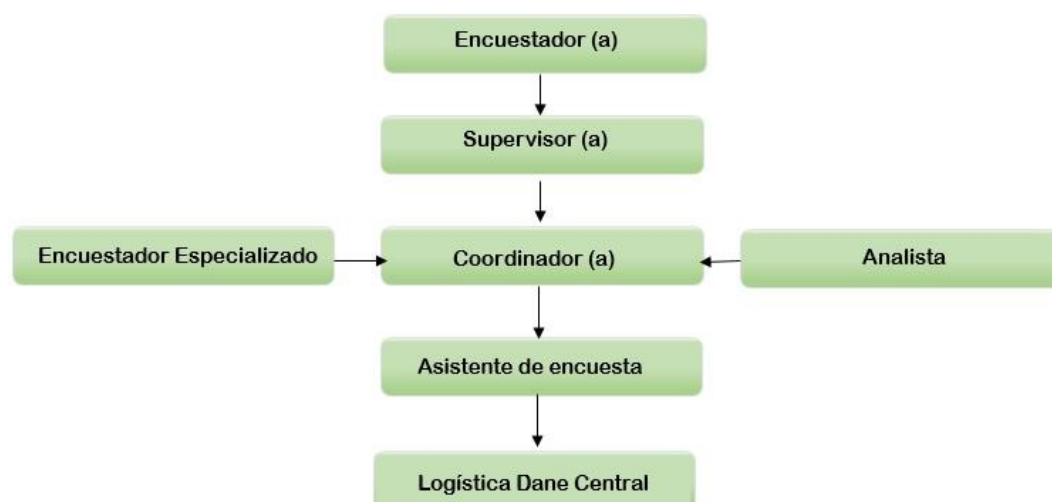 Encuestador (a)
Supervisor (a)
Encuestador Especializado
Coordinador (a)
Analista
Asistente de encuesta
Logística Dane Central